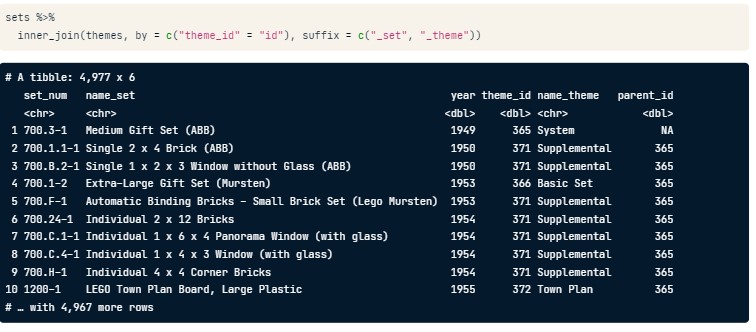 sets %>%
  inner_join(themes, by = c("theme_id" = "id"), suffix = c("_set", "_theme"))
# A tibble: 4,977 x 6
   set_num   name_set                                                  year theme_id name_theme   parent_id
   <chr>     <chr>                                                    <dbl>    <dbl> <chr>            <dbl>
 1 700.3-1   Medium Gift Set (ABB)                                     1949      365 System              NA
 2 700.1.1-1 Single 2 x 4 Brick (ABB)                                  1950      371 Supplemental       365
 3 700.B.2-1 Single 1 x 2 x 3 Window without Glass (ABB)               1950      371 Supplemental       365
 4 700.1-2   Extra-Large Gift Set (Mursten)                            1953      366 Basic Set          365
 5 700.F-1   Automatic Binding Bricks - Small Brick Set (Lego Mursten)  1953      371 Supplemental       365
 6 700.24-1  Individual 2 x 12 Bricks                                  1954      371 Supplemental       365
 7 700.C.1-1 Individual 1 x 6 x 4 Panorama Window (with glass)         1954      371 Supplemental       365
 8 700.C.4-1 Individual 1 x 4 x 3 Window (with glass)                  1954      371 Supplemental       365
 9 700.H-1   Individual 4 x 4 Corner Bricks                            1954      371 Supplemental       365
10 1200-1    LEGO Town Plan Board, Large Plastic                       1955      372 Town Plan          365
# … with 4,967 more rows